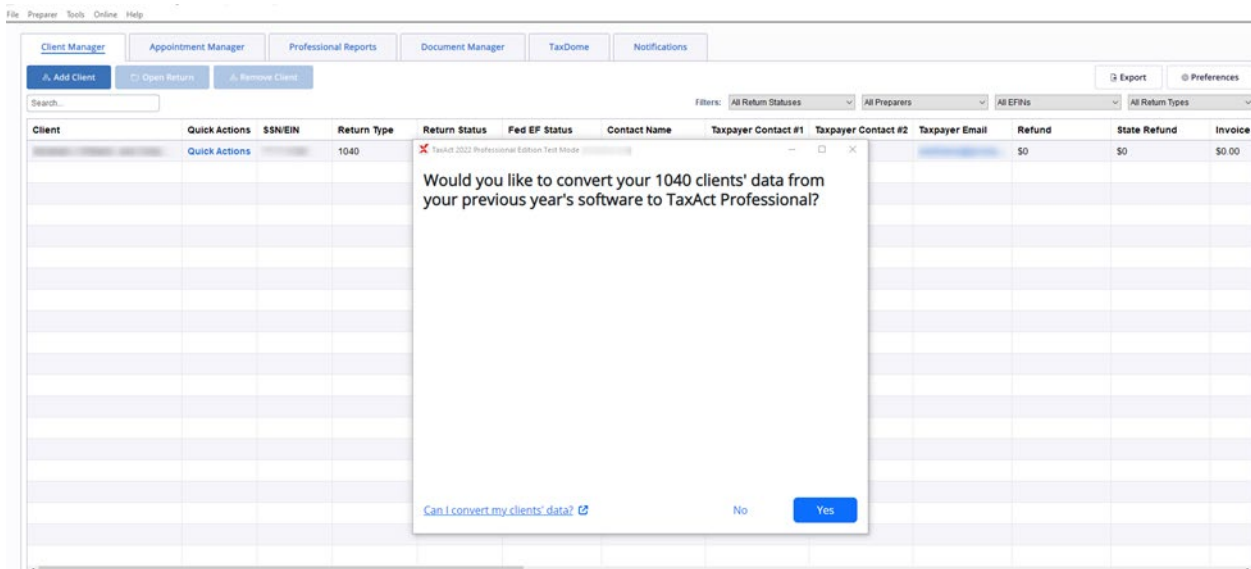 File Preparer Tools Online Help
Client Manager Appointment Manager Professional Reports Document Manager TaxDome Notifications
Add Client Open Return Remove Client Export Preferences
Search... Filters: All Return Statuses All Preparers All EFINs All Return Types
Client Quick Actions SSN/EIN Return Type Return Status Fed EF Status Contact Name Taxpayer Contact #1 Taxpayer Contact #2 Taxpayer Email Refund State Refund Invoice
Quick Actions 1040 $0 $0 $0.00
TaxAct 2022 Professional Edition Test Mode
Would you like to convert your 1040 clients' data from
your previous year's software to TaxAct Professional?
Can I convert my clients' data? No Yes